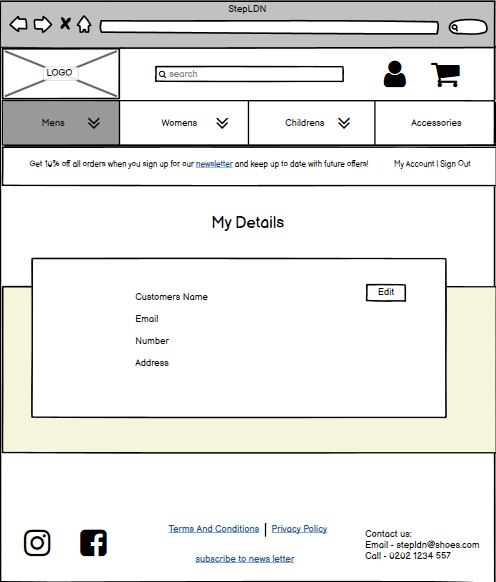 StepLDN
LOGO
search
Mens
Womens
Childrens
Accessories
Get 10% off all orders when you sign up for our newsletter and keep up to date with future offers!
My Account | Sign Out
My Details
Edit
Customers Name
Email
Number
Address
Terms And Conditions | Privacy Policy
subscribe to news letter
Contact us:
Email - stepldn@shoes.com
Call - 0202 1234 557